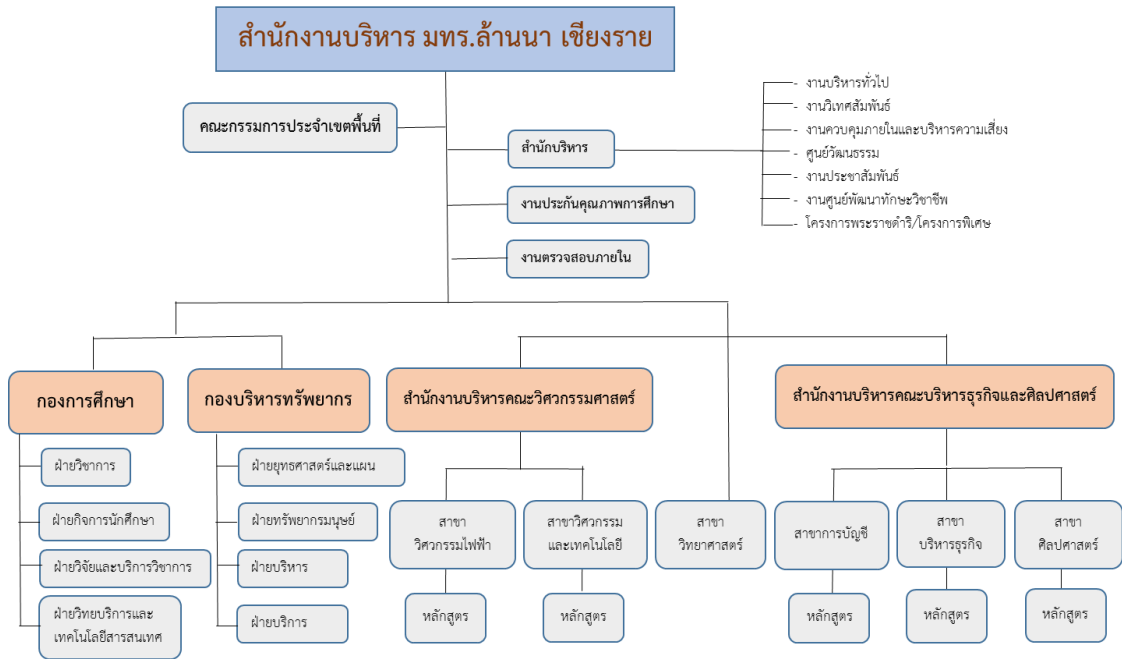 สำนักงานบริหาร มทร.ล้านนา เชียงราย
คณะกรรมการประจำเขตพื้นที่
สำนักบริหาร
- งานบริหารทั่วไป
- งานวิเทศสัมพันธ์
- งานควบคุมภายในและบริหารความเสี่ยง
- ศูนย์วัฒนธรรม
- งานประชาสัมพันธ์
- งานศูนย์พัฒนาทักษะวิชาชีพ
- โครงการพระราชดำริ/โครงการพิเศษ
งานประกันคุณภาพการศึกษา
งานตรวจสอบภายใน
กองการศึกษา
ฝ่ายวิชาการ
ฝ่ายกิจการนักศึกษา
ฝ่ายวิจัยและบริการวิชาการ
ฝ่ายวิทยบริการและ
เทคโนโลยีสารสนเทศ
กองบริหารทรัพยากร
ฝ่ายยุทธศาสตร์และแผน
ฝ่ายทรัพยากรมนุษย์
ฝ่ายบริหาร
ฝ่ายบริการ
สำนักงานบริหารคณะวิศวกรรมศาสตร์
สาขา
วิศวกรรมไฟฟ้า
หลักสูตร
สาขาวิศวกรรม
และเทคโนโลยี
หลักสูตร
สาขา
วิทยาศาสตร์
สำนักงานบริหารคณะบริหารธุรกิจและศิลปศาสตร์
สาขาการบัญชี
หลักสูตร
สาขา
บริหารธุรกิจ
หลักสูตร
สาขา
ศิลปศาสตร์
หลักสูตร